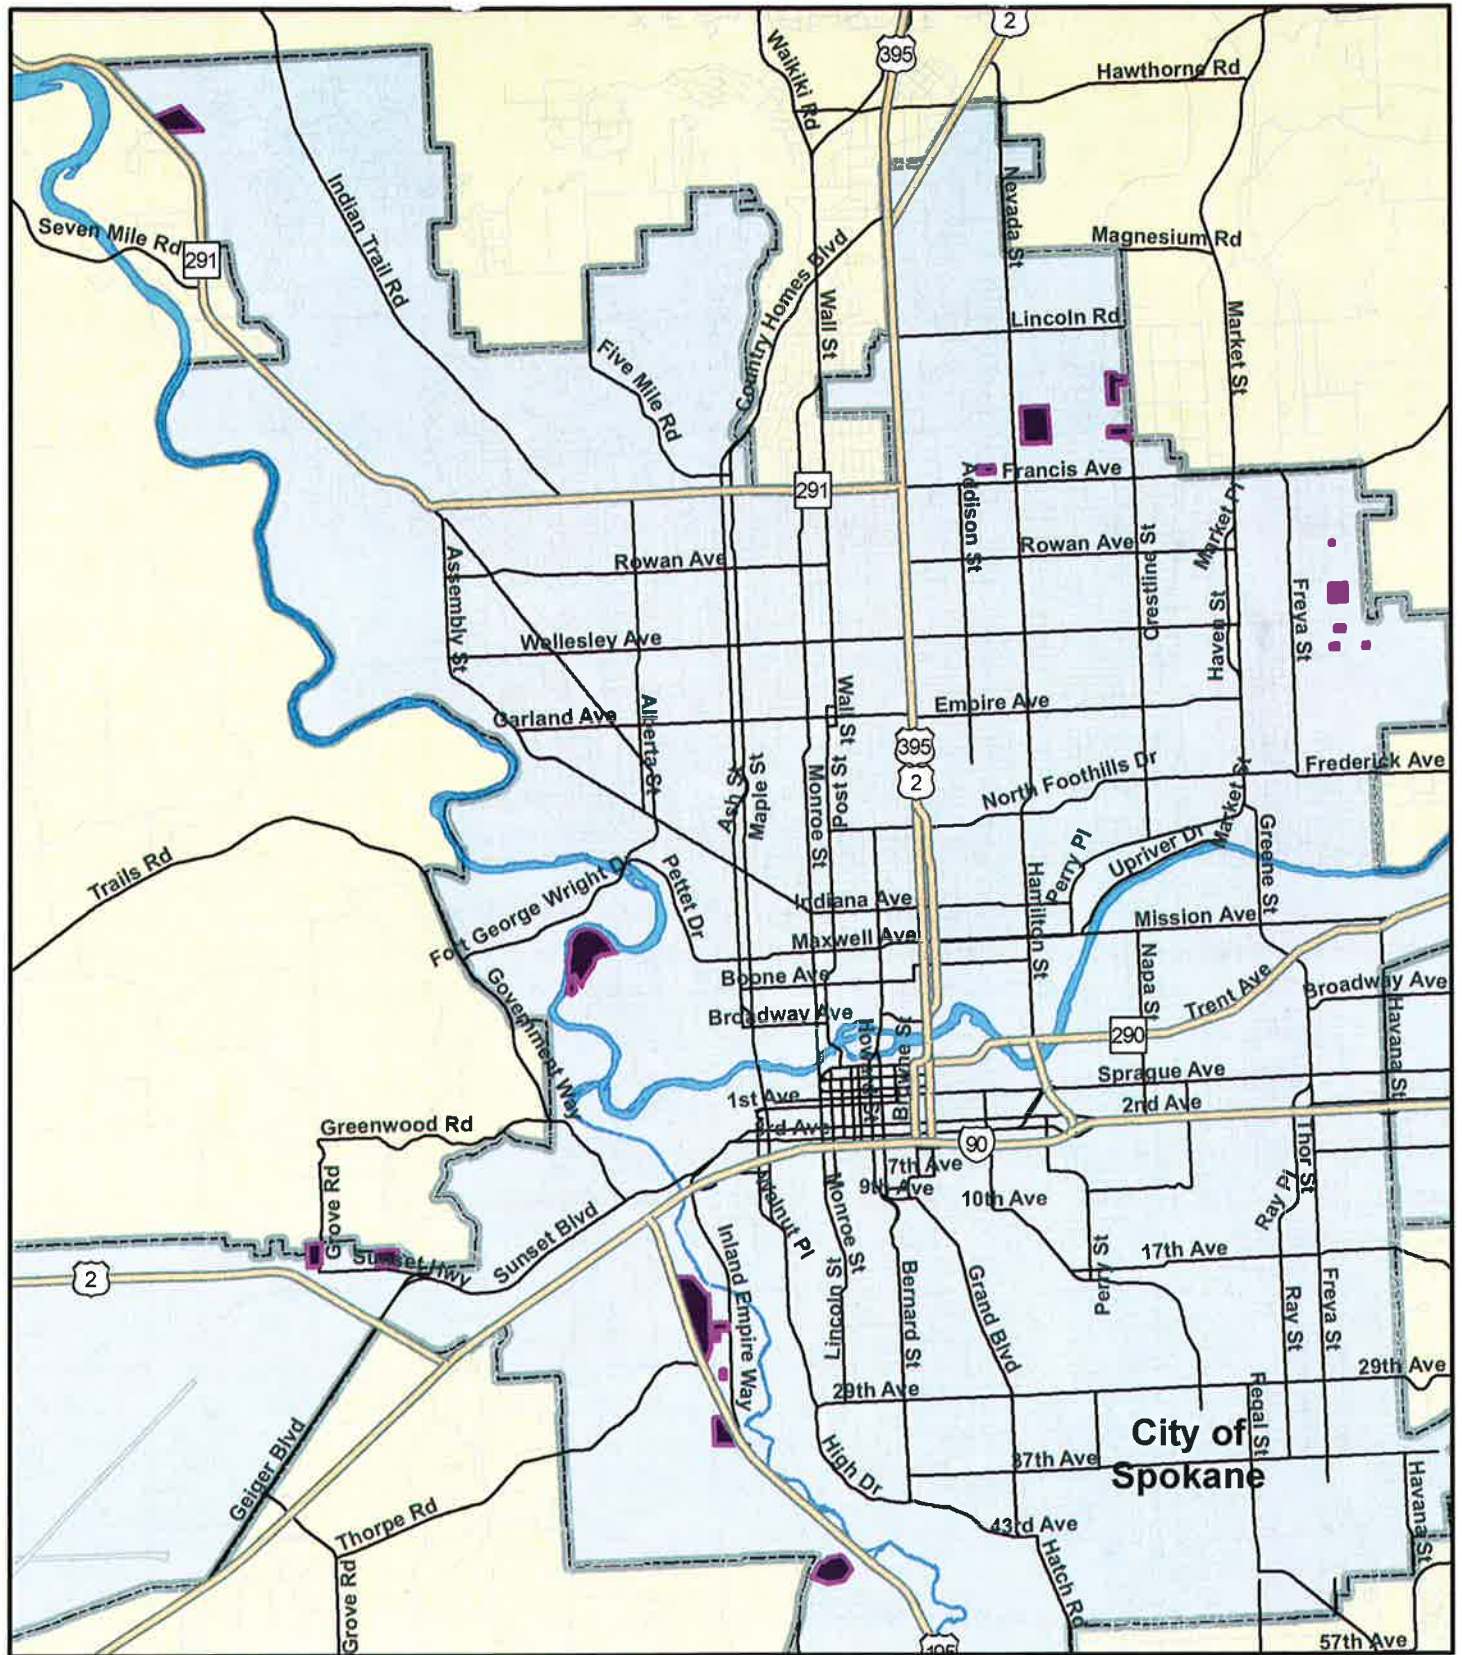 2
395
Waikiki Rd
Hawthorne Rd
Indian Trail Rd
Nevada St
Seven Mile Rd
291
Magnesium Rd
Country Homes Blvd
Wall St
Lincoln Rd
Market St
Five Mile Rd
291
Addison St
Francis Ave
Market Pl
Assembly St
Rowan Ave
Rowan Ave
Crestline St
Haven St
Freya St
Wellesley Ave
Garland Ave
Alberta St
Wall St
Empire Ave
395
2
Ash St
Maple St
Monroe St
Post St
North Foothills Dr
Market St
Frederick Ave
Trails Rd
Fort George Wright Dr
Pettet Dr
Perry Pl
Upriver Dr
Greene St
Indiana Ave
Hamilton St
Mission Ave
Maxwell Ave
Boone Ave
Napa St
Government Way
Broadway Ave
Trent Ave
Broadway Ave
Howard St
Browne St
290
Havana St
Sprague Ave
1st Ave
2nd Ave
3rd Ave
Greenwood Rd
90
7th Ave
9th Ave
10th Ave
Thor St
Ray Pl
Grove Rd
Walnut Pl
Monroe St
Sunset Blvd
Sunset Hwy
2
Inland Empire Way
Lincoln St
Bernard St
Grand Blvd
Perry St
17th Ave
Ray St
Freya St
29th Ave
29th Ave
Regal St
City of
Spokane
37th Ave
High Dr
Geiger Blvd
Thorpe Rd
43rd Ave
Havana St
Hatch Rd
Grove Rd
195
57th Ave